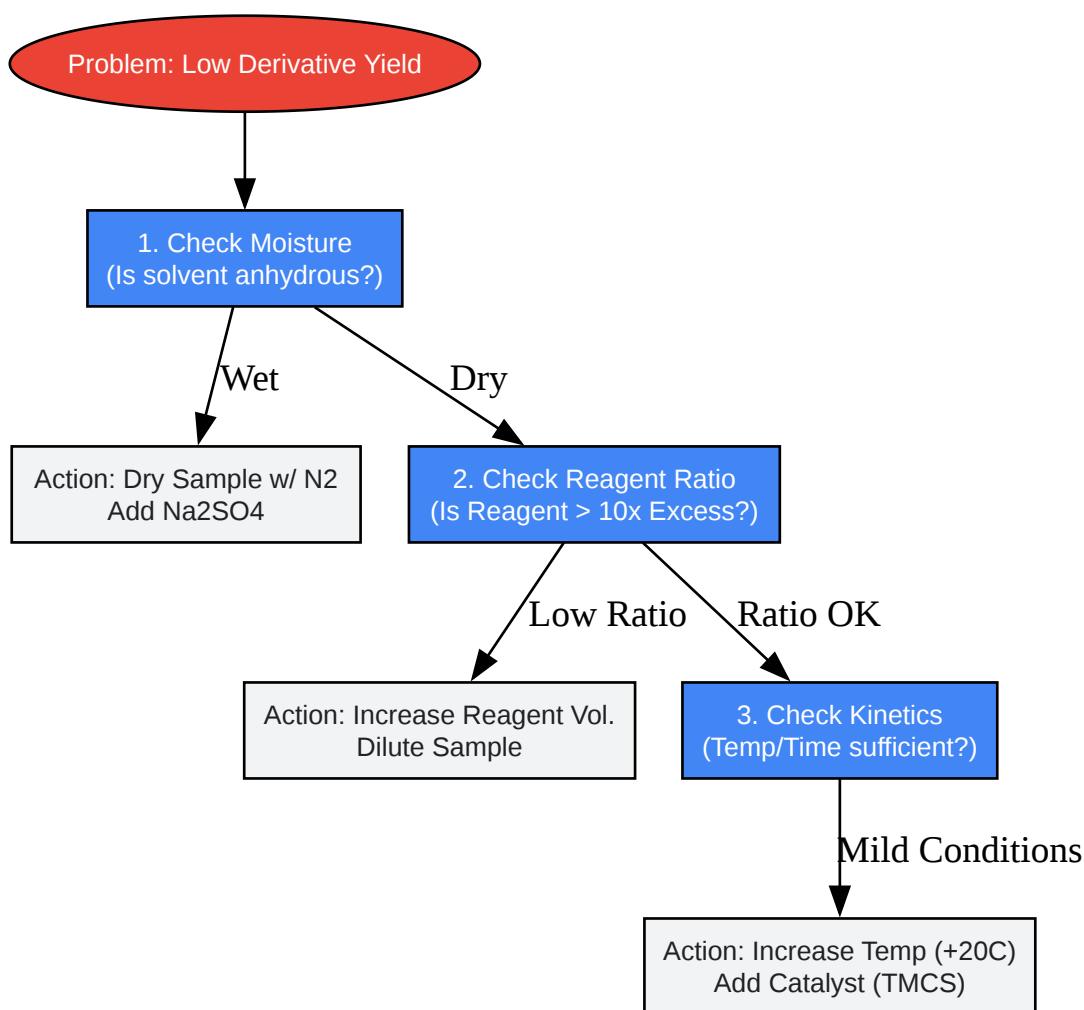 Problem: Low Derivative Yield
1. Check Moisture
(Is solvent anhydrous?)
Wet
Dry
Action: Dry Sample w/ N2
Add Na2SO4
2. Check Reagent Ratio
(Is Reagent > 10x Excess?)
Low Ratio
Ratio OK
Action: Increase Reagent Vol.
Dilute Sample
3. Check Kinetics
(Temp/Time sufficient?)
Mild Conditions
Action: Increase Temp (+20C)
Add Catalyst (TMCS)